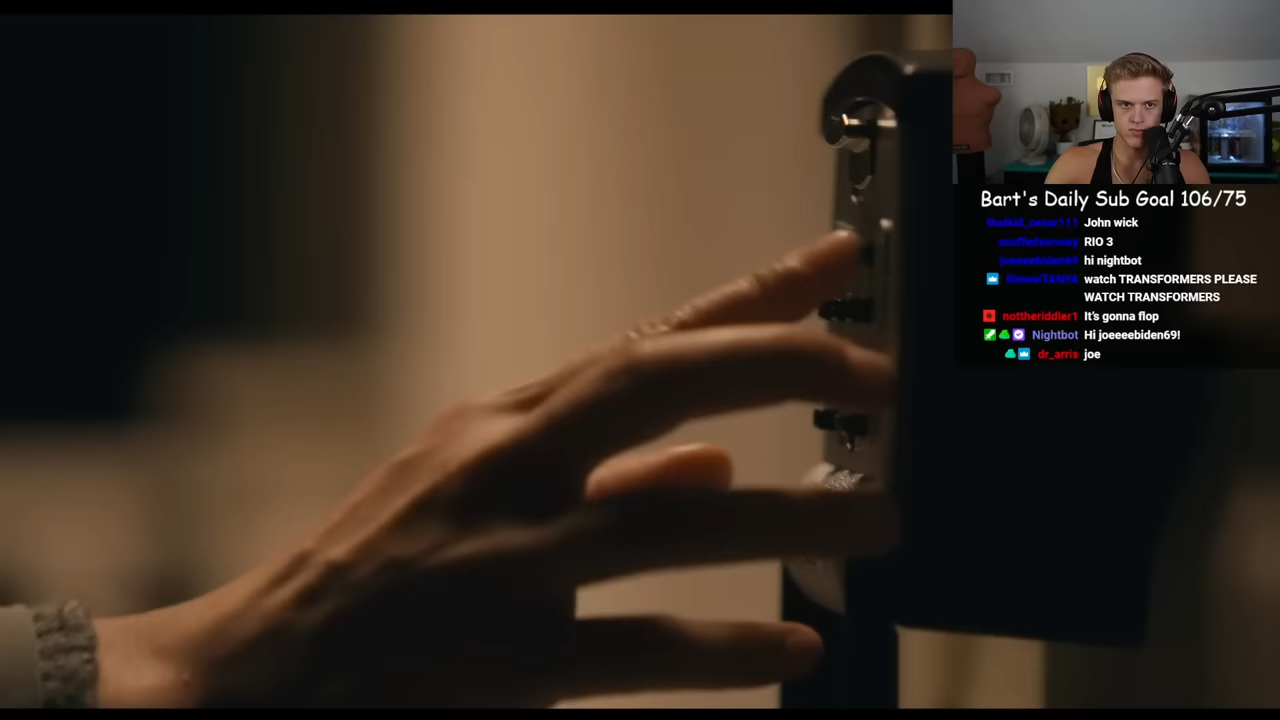 Bart's Daily Sub Goal 106/75
John wick
RIO 3
joeeeebiden69 hi nightbot
watch TRANSFORMERS PLEASE
WATCH TRANSFORMERS
nottheriddler1 It's gonna flop
Nightbot Hi joeeeebiden69!
dr_arris joe